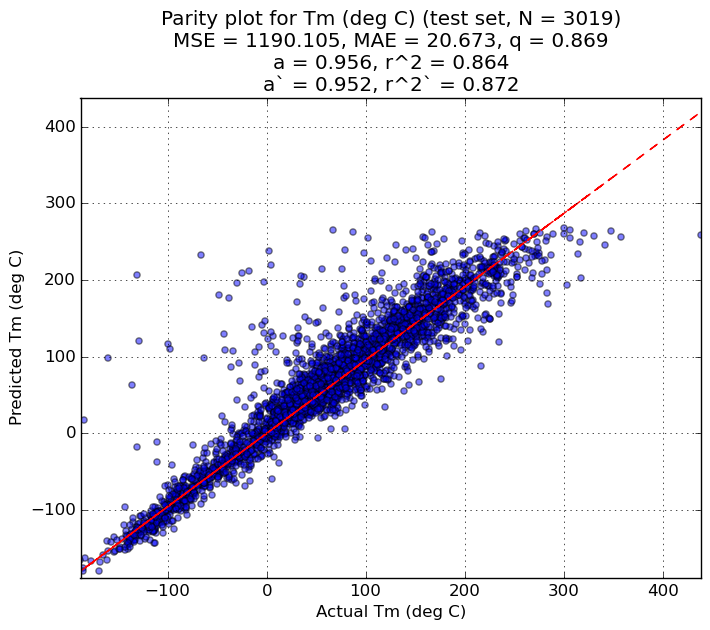 Parity plot for Tm (deg C) (test set, N = 3019)
MSE = 1190.105, MAE = 20.673, q = 0.869
a = 0.956, r^2 = 0.864
a` = 0.952, r^2` = 0.872
400
300
200
100
0
−100
Predicted Tm (deg C)
−100 0 100 200 300 400
Actual Tm (deg C)